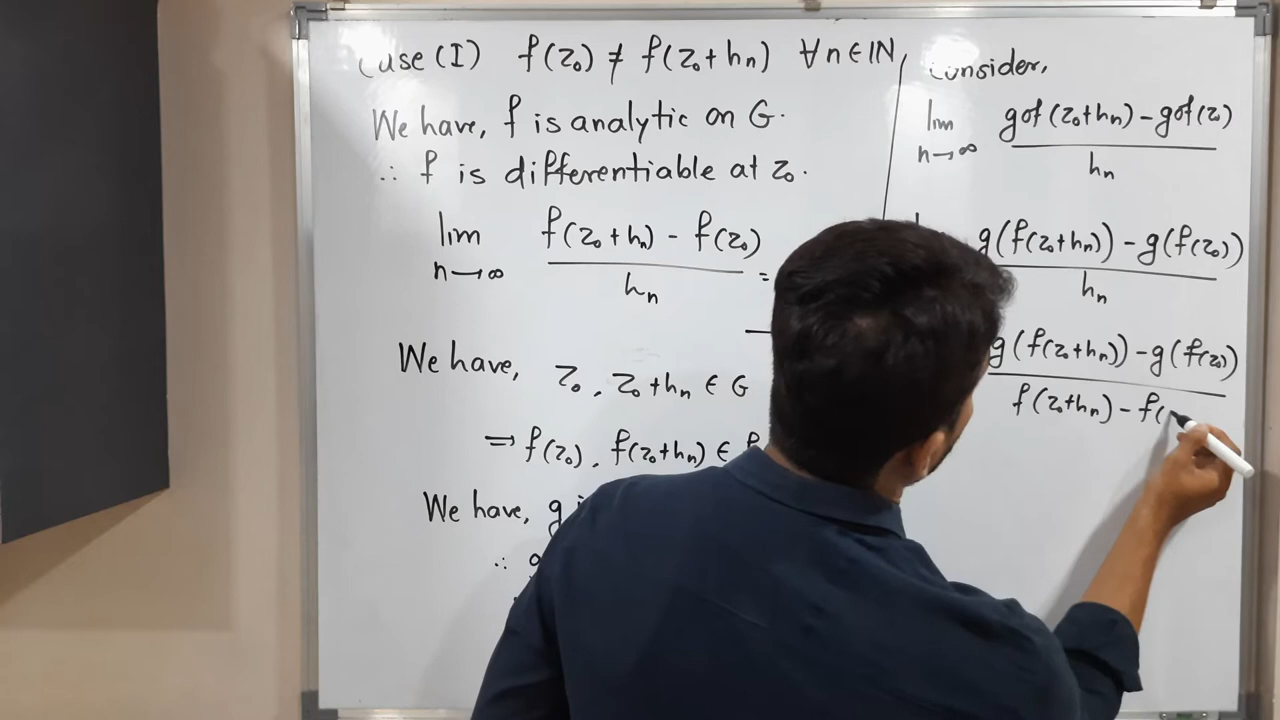 Case (I) f(z₀) ≠ f(z₀+hₙ) ∀n∈ℕ,
We have, f is analytic on G.
∴ f is differentiable at z₀.
lim n→∞ f(z₀+hₙ) - f(z₀) / hₙ =
We have, z₀, z₀+hₙ ∈ G
⇒ f(z₀), f(z₀+hₙ) ∈ f
We have, g
∴ g
Consider,
lim n→∞ gof(z₀+hₙ) - gof(z₀) / hₙ
g(f(z₀+hₙ)) - g(f(z₀)) / hₙ
g(f(z₀+hₙ)) - g(f(z₀)) / f(z₀+hₙ) - f(